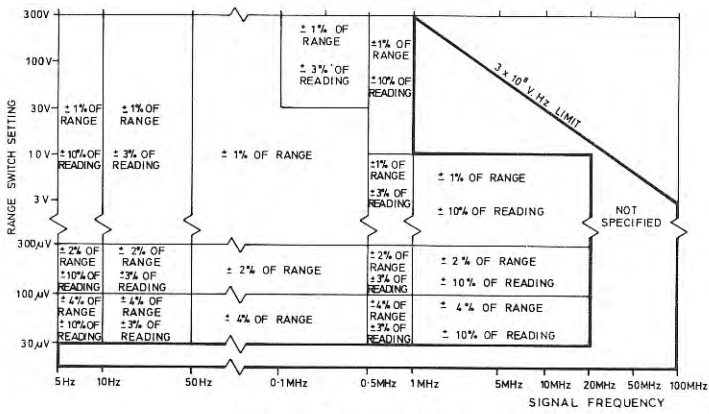 300V
± 1% OF
RANGE
± 3% OF
READING
±1% OF
RANGE
±10% OF
READING
100V
3 x 10⁸ V. Hz LIMIT
RANGE SWITCH SETTING
30V
± 1% OF
RANGE
± 1% OF
RANGE
10V
±10% OF
READING
± 3% OF
READING
± 1% OF RANGE
±1% OF
RANGE
±3% OF
READING
± 1% OF RANGE
± 10% OF READING
3 V
NOT
SPECIFIED
300µV
± 2% OF
RANGE
±10% OF
READING
± 2% OF
RANGE
±3% OF
READING
± 2% OF RANGE
±2% OF
RANGE
±3% OF
READING
± 2% OF RANGE
± 10% OF READING
100µV
± 4% OF
RANGE
±10% OF
READING
± 4% OF
RANGE
±3% OF
READING
± 4% OF RANGE
±4% OF
RANGE
±3% OF
READING
± 4% OF RANGE
± 10% OF READING
30µV
5Hz 10Hz 50Hz 0·1MHz 0·5MHz 1MHz 5MHz 10MHz 20MHz 50MHz 100MHz
SIGNAL FREQUENCY